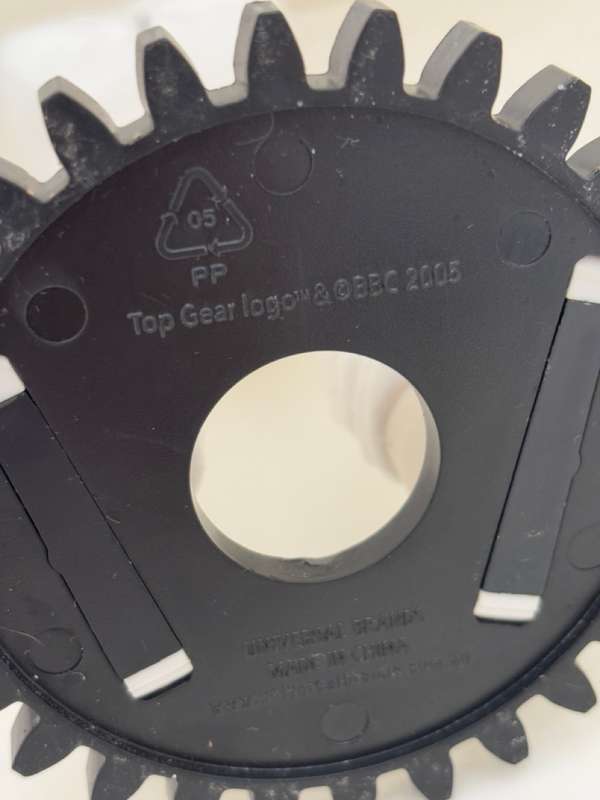 05
PP
Top Gear logo™ & ©BBC 2005
UNIVERSAL BRANDS
MADE IN CHINA